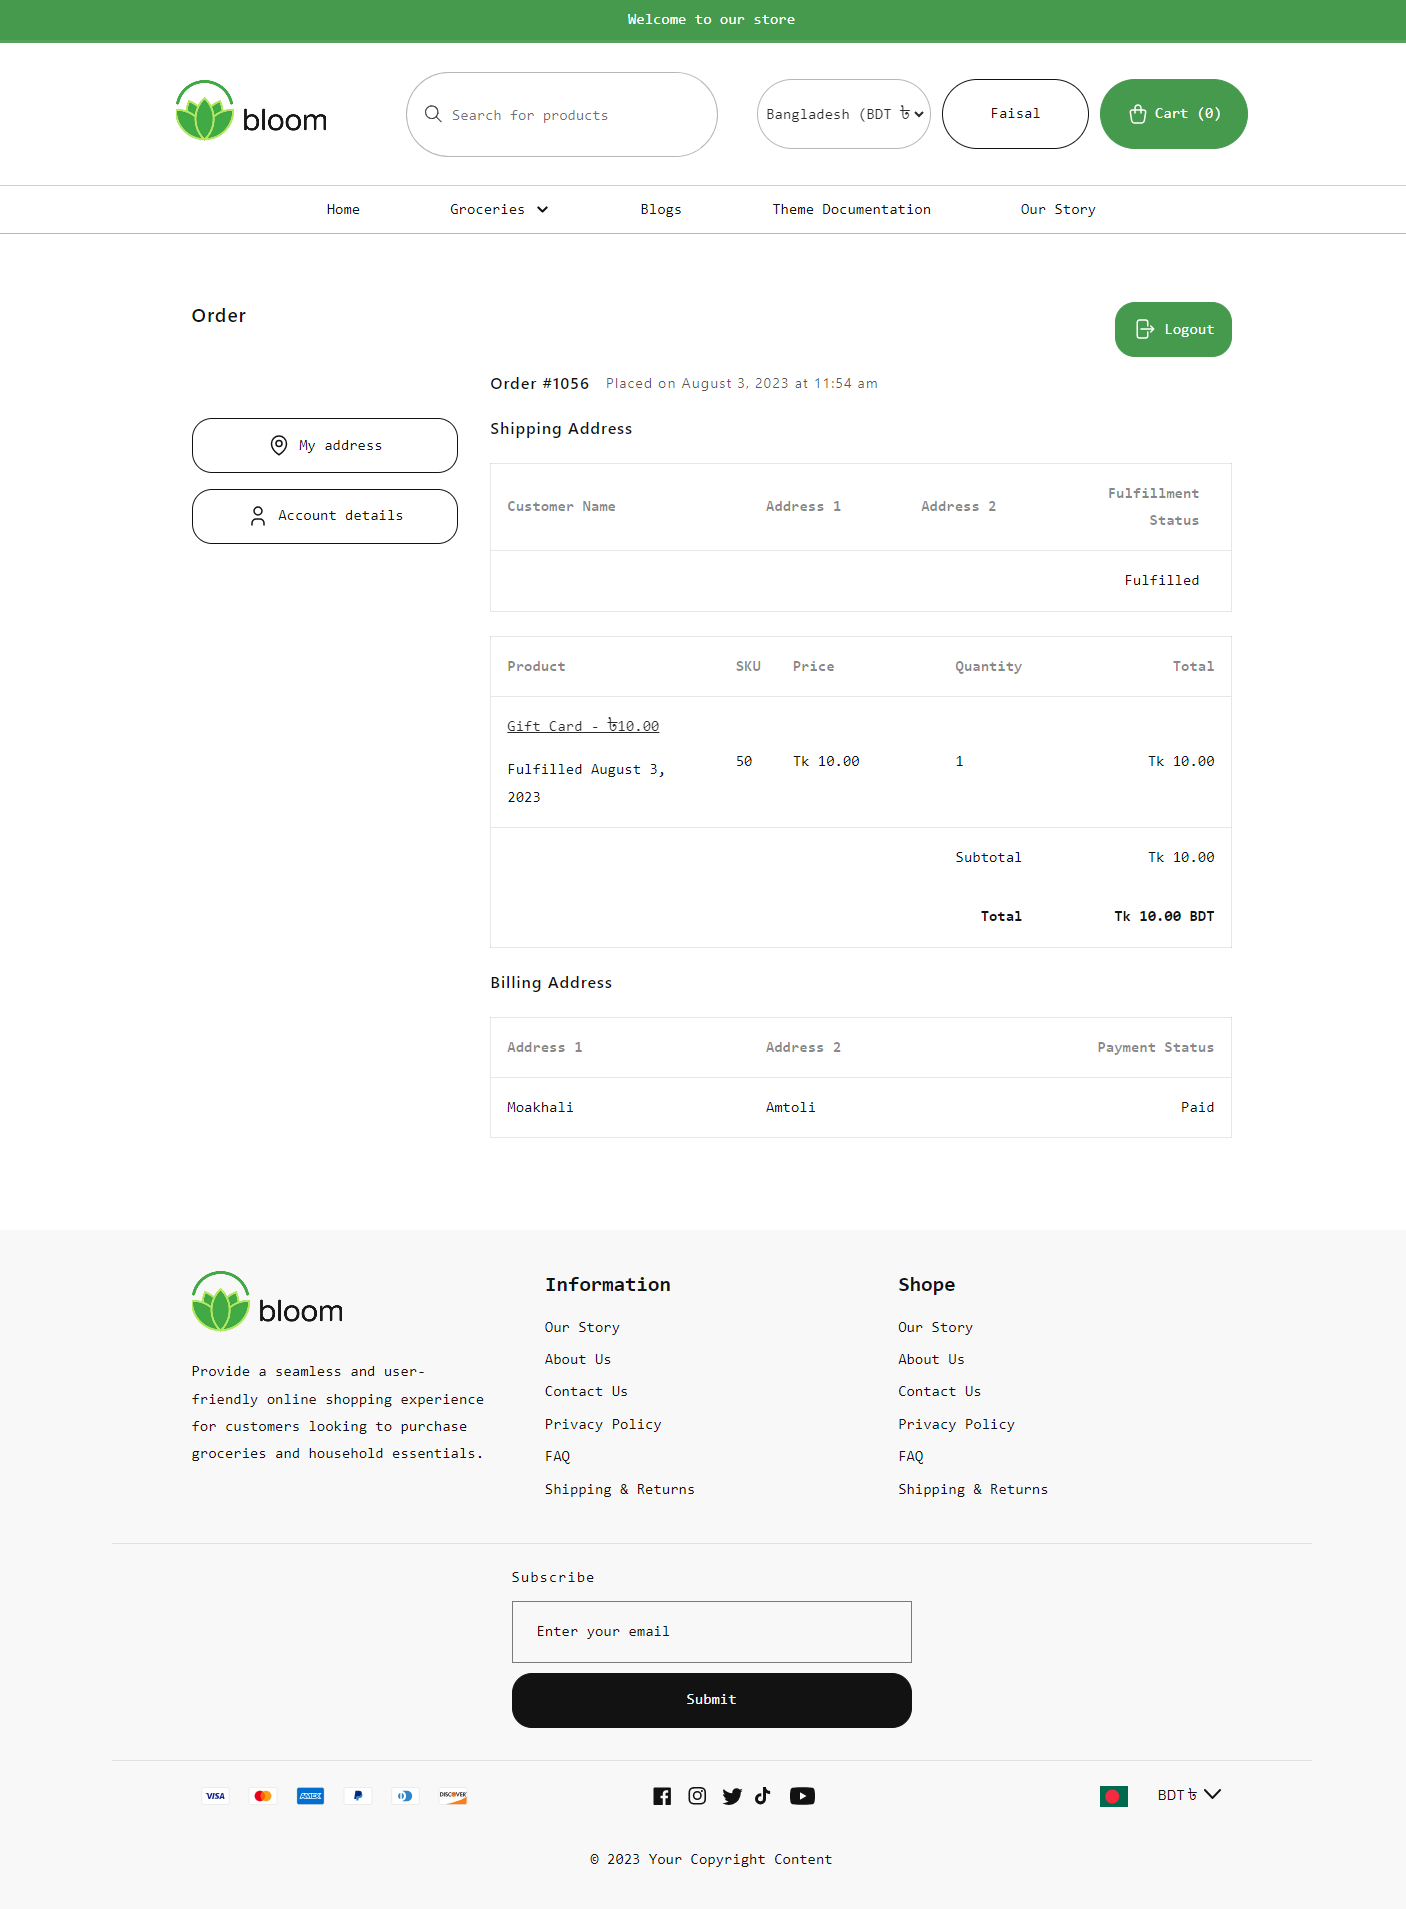 Welcome to our store
bloom
Search for products
Bangladesh (BDT ৳
Faisal
Cart (0)
Home
Groceries
Blogs
Theme Documentation
Our Story
Order
Logout
Order #1056 Placed on August 3, 2023 at 11:54 am
My address
Account details
Shipping Address
Customer Name Address 1 Address 2 Fulfillment
Status
Fulfilled
Product SKU Price Quantity Total
Gift Card - ৳10.00
Fulfilled August 3,
2023
50 Tk 10.00 1 Tk 10.00
Subtotal Tk 10.00
Total Tk 10.00 BDT
Billing Address
Address 1 Address 2 Payment Status
Moakhali Amtoli Paid
bloom
Provide a seamless and user-
friendly online shopping experience
for customers looking to purchase
groceries and household essentials.
Information
Our Story
About Us
Contact Us
Privacy Policy
FAQ
Shipping & Returns
Shope
Our Story
About Us
Contact Us
Privacy Policy
FAQ
Shipping & Returns
Subscribe
Enter your email
Submit
VISA
AMEX
DISCOVER
BDT ৳
© 2023 Your Copyright Content